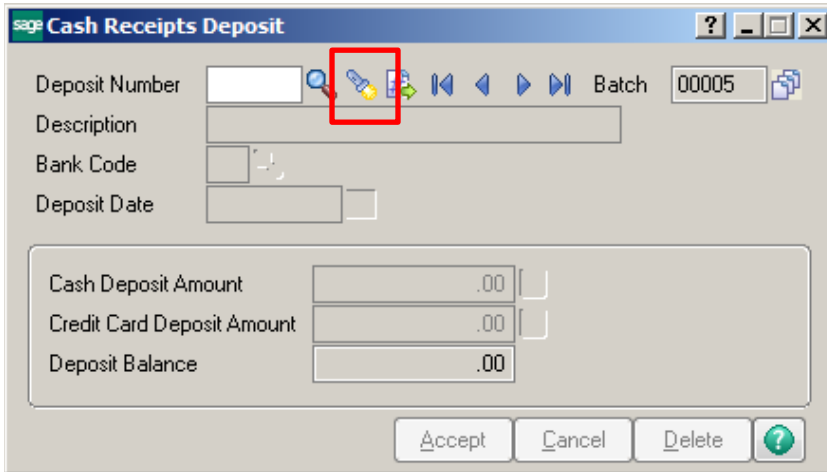 sage Cash Receipts Deposit ?
Deposit Number Batch 00005
Description
Bank Code
Deposit Date
Cash Deposit Amount .00
Credit Card Deposit Amount .00
Deposit Balance .00
Accept Cancel Delete ?